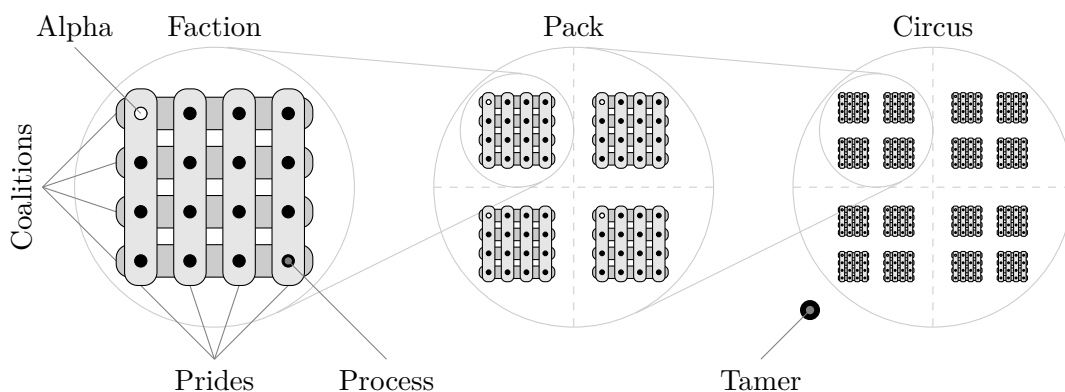 Alpha
Faction
Pack
Circus
Coalitions
Prides
Process
Tamer